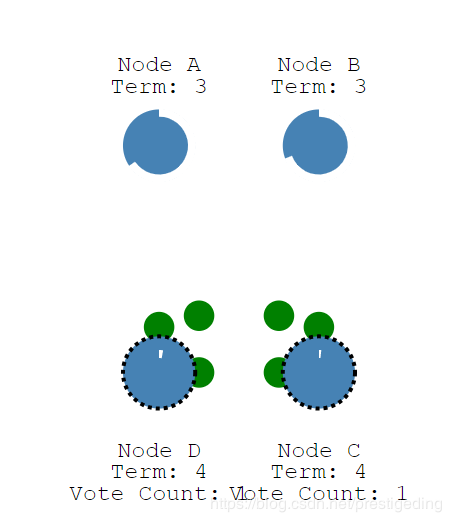 Node A
Term: 3
Node B
Term: 3
Node D
Term: 4
Vote Count: 1
Node C
Term: 4
Vote Count: 1
https://blog.csdn.net/prestigeding